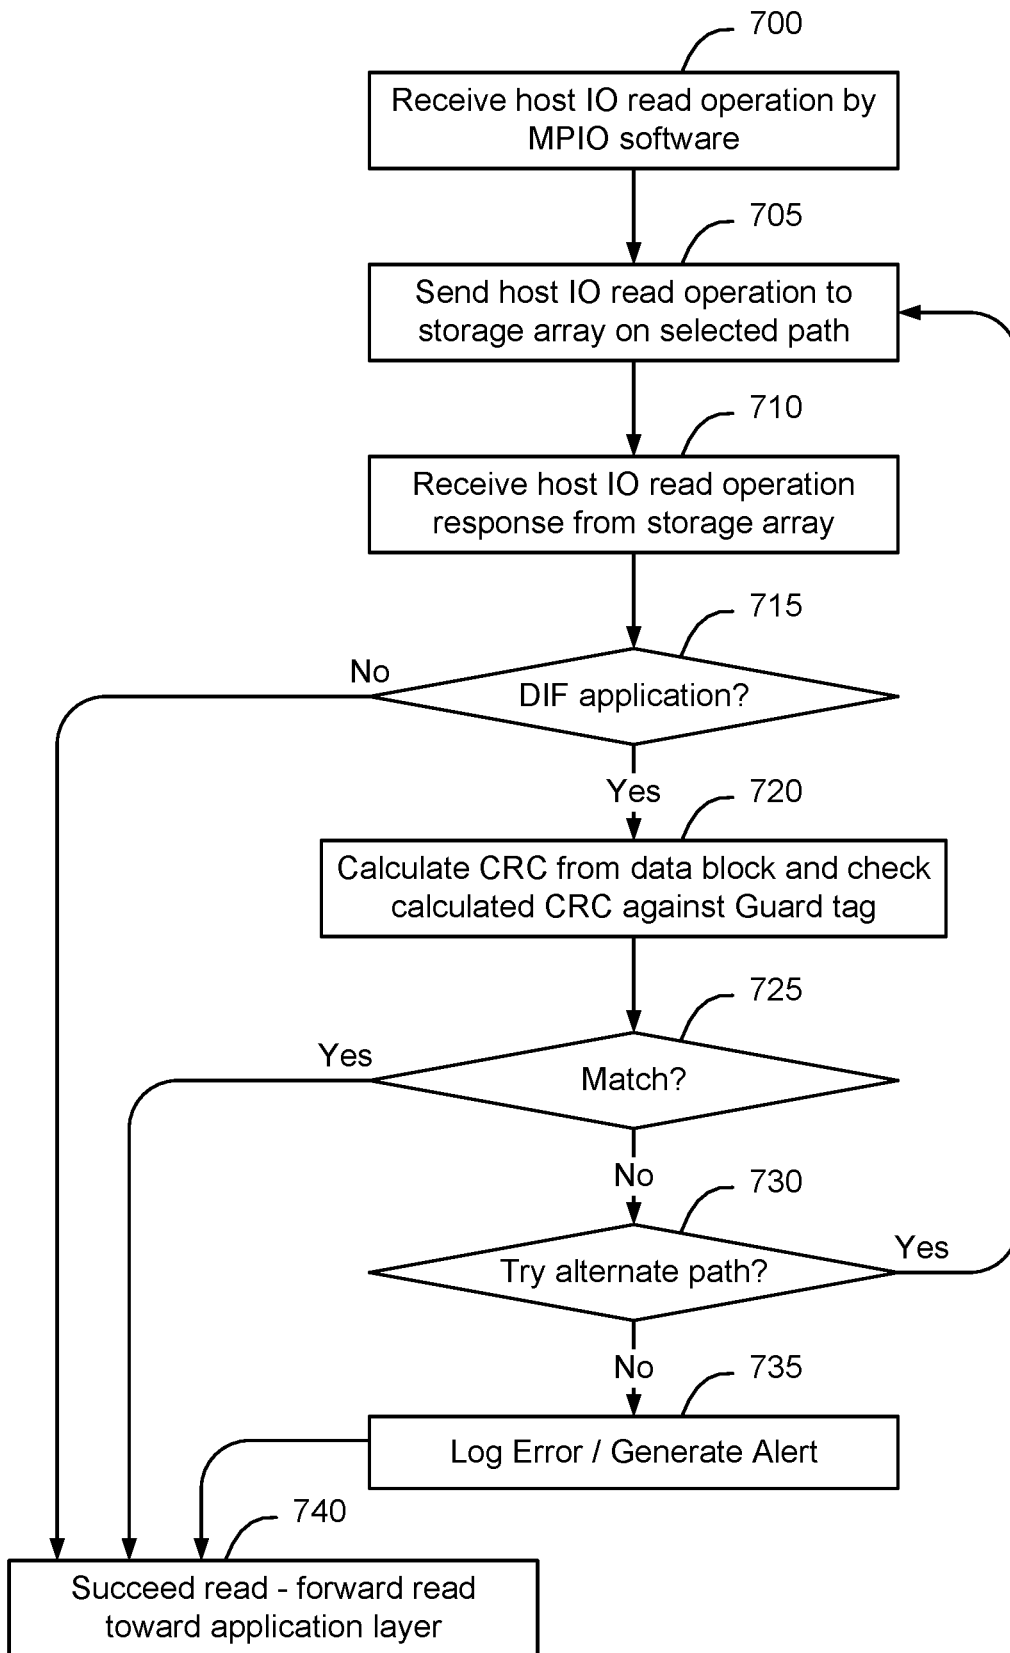 700
Receive host IO read operation by
MPIO software
705
Send host IO read operation to
storage array on selected path
710
Receive host IO read operation
response from storage array
715
No
DIF application?
Yes
720
Calculate CRC from data block and check
calculated CRC against Guard tag
725
Yes
Match?
No
730
Try alternate path?
Yes
No
735
Log Error / Generate Alert
740
Succeed read - forward read
toward application layer